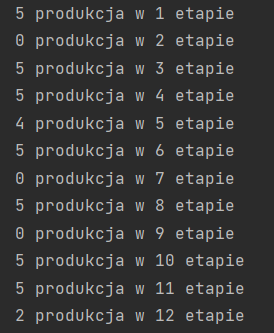 5 produkcja w 1 etapie
0 produkcja w 2 etapie
5 produkcja w 3 etapie
5 produkcja w 4 etapie
4 produkcja w 5 etapie
5 produkcja w 6 etapie
0 produkcja w 7 etapie
5 produkcja w 8 etapie
0 produkcja w 9 etapie
5 produkcja w 10 etapie
5 produkcja w 11 etapie
2 produkcja w 12 etapie